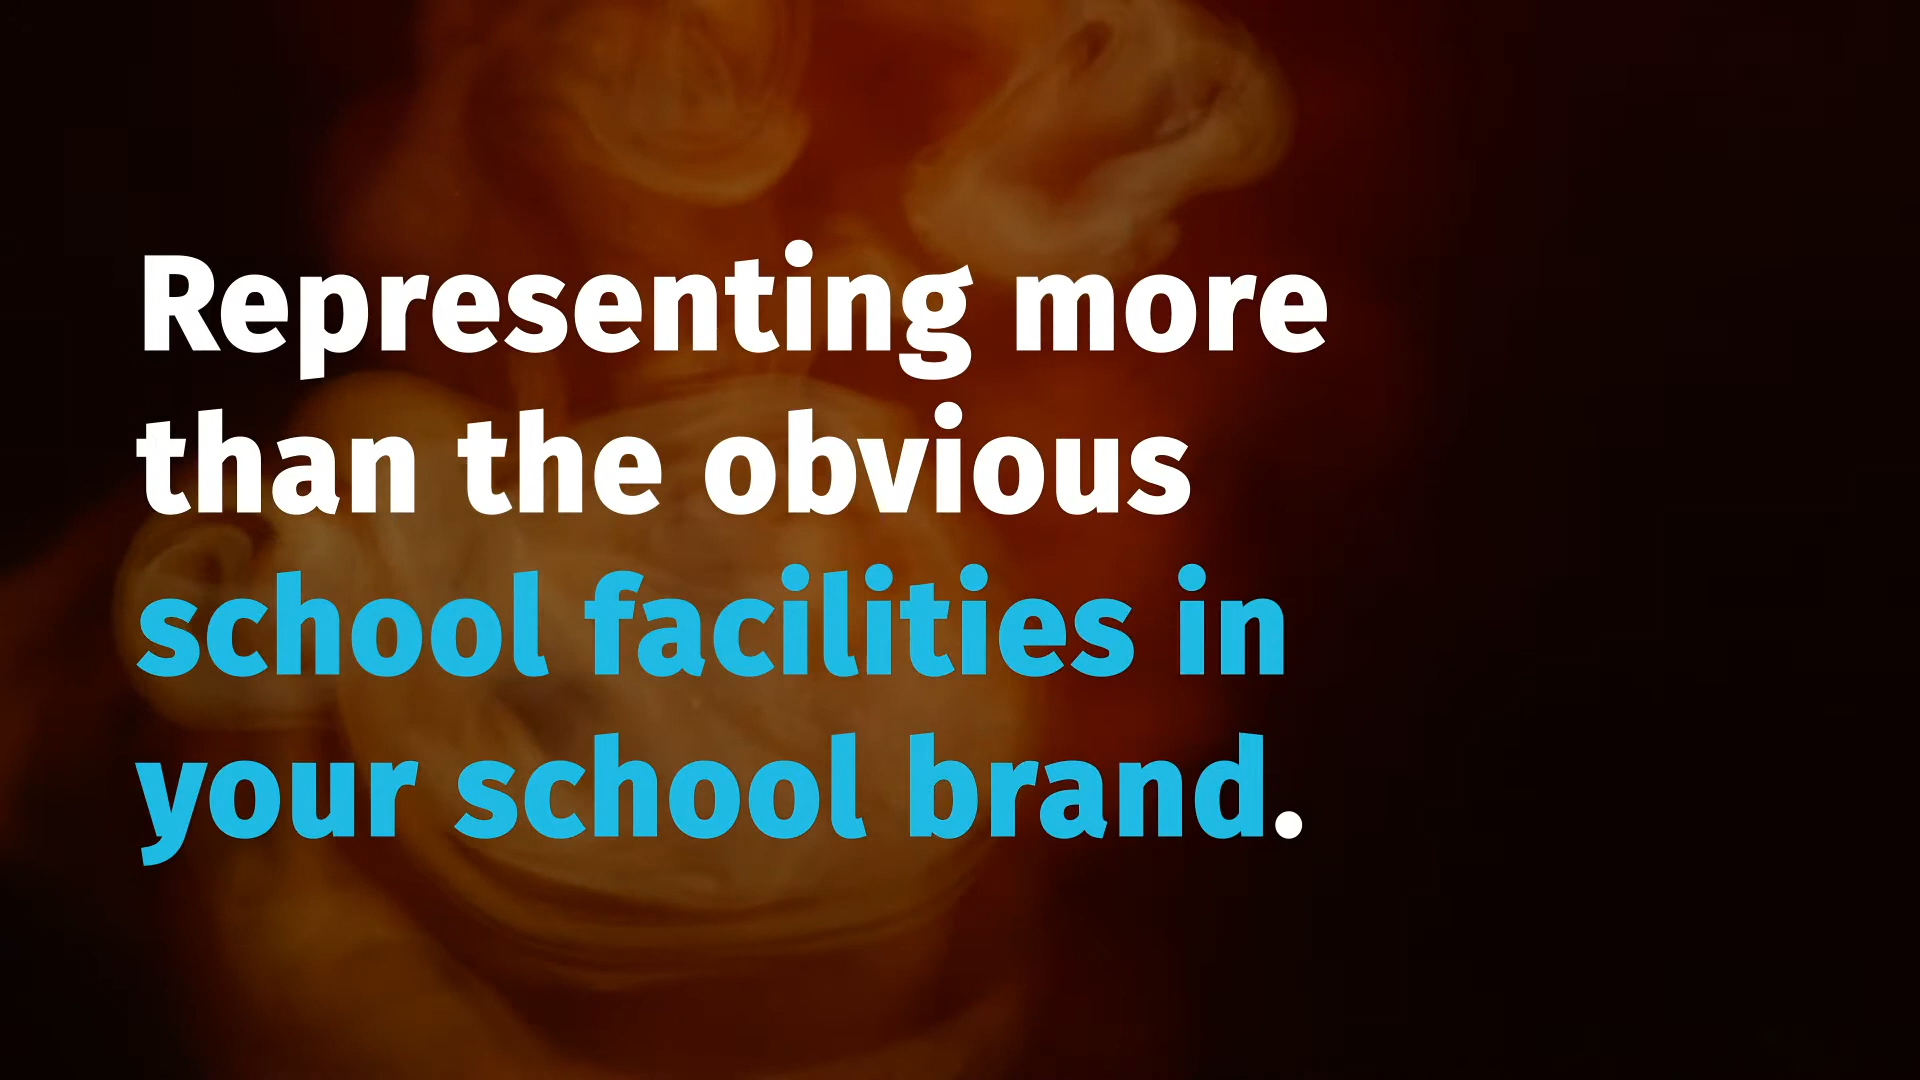 Representing more
than the obvious
school facilities in
your school brand.